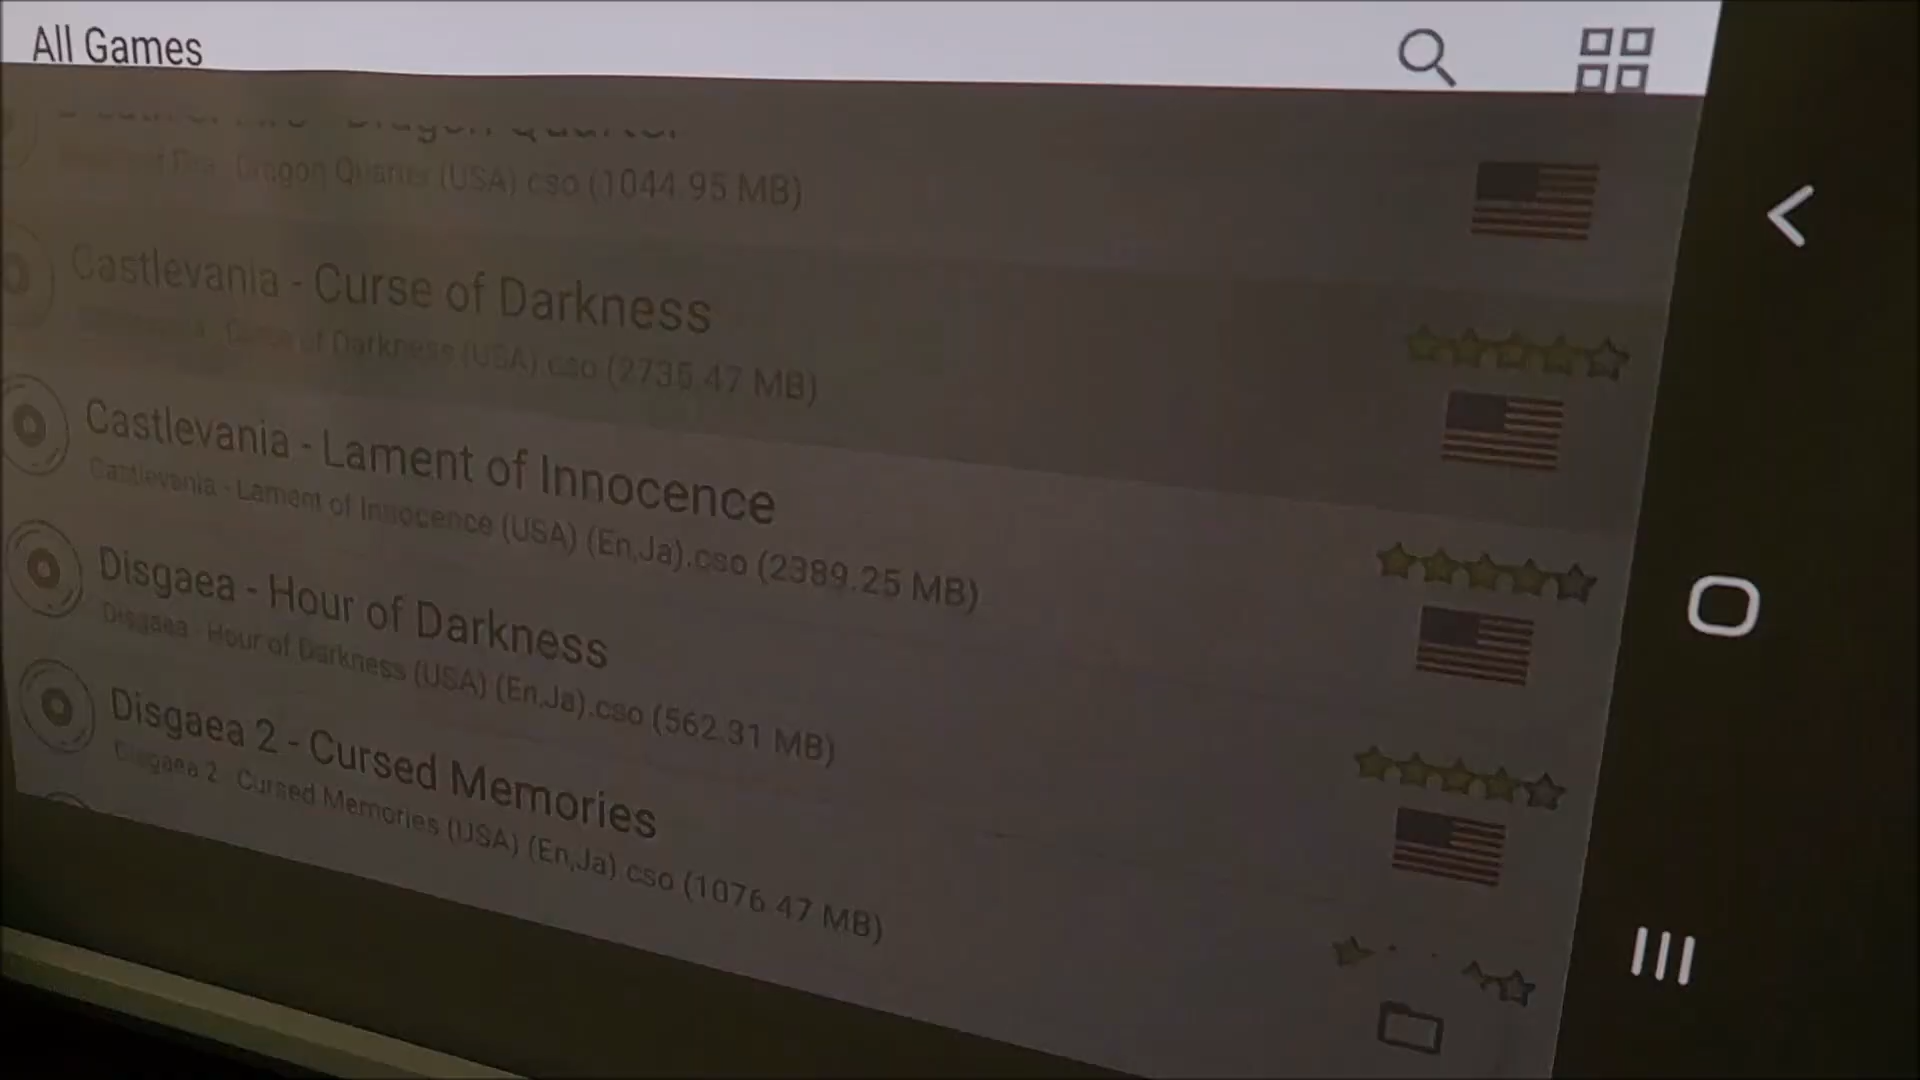 All Games
Dragon Quarter (USA).cso (1044.95 MB)
Castlevania - Curse of Darkness
Curse of Darkness (USA).cso (2735.47 MB)
Castlevania - Lament of Innocence
Castlevania - Lament of Innocence (USA) (En,Ja).cso (2389.25 MB)
Disgaea - Hour of Darkness
Disgaea - Hour of Darkness (USA) (En,Ja).cso (562.31 MB)
Disgaea 2 - Cursed Memories
Disgaea 2 - Cursed Memories (USA) (En,Ja).cso (1076.47 MB)